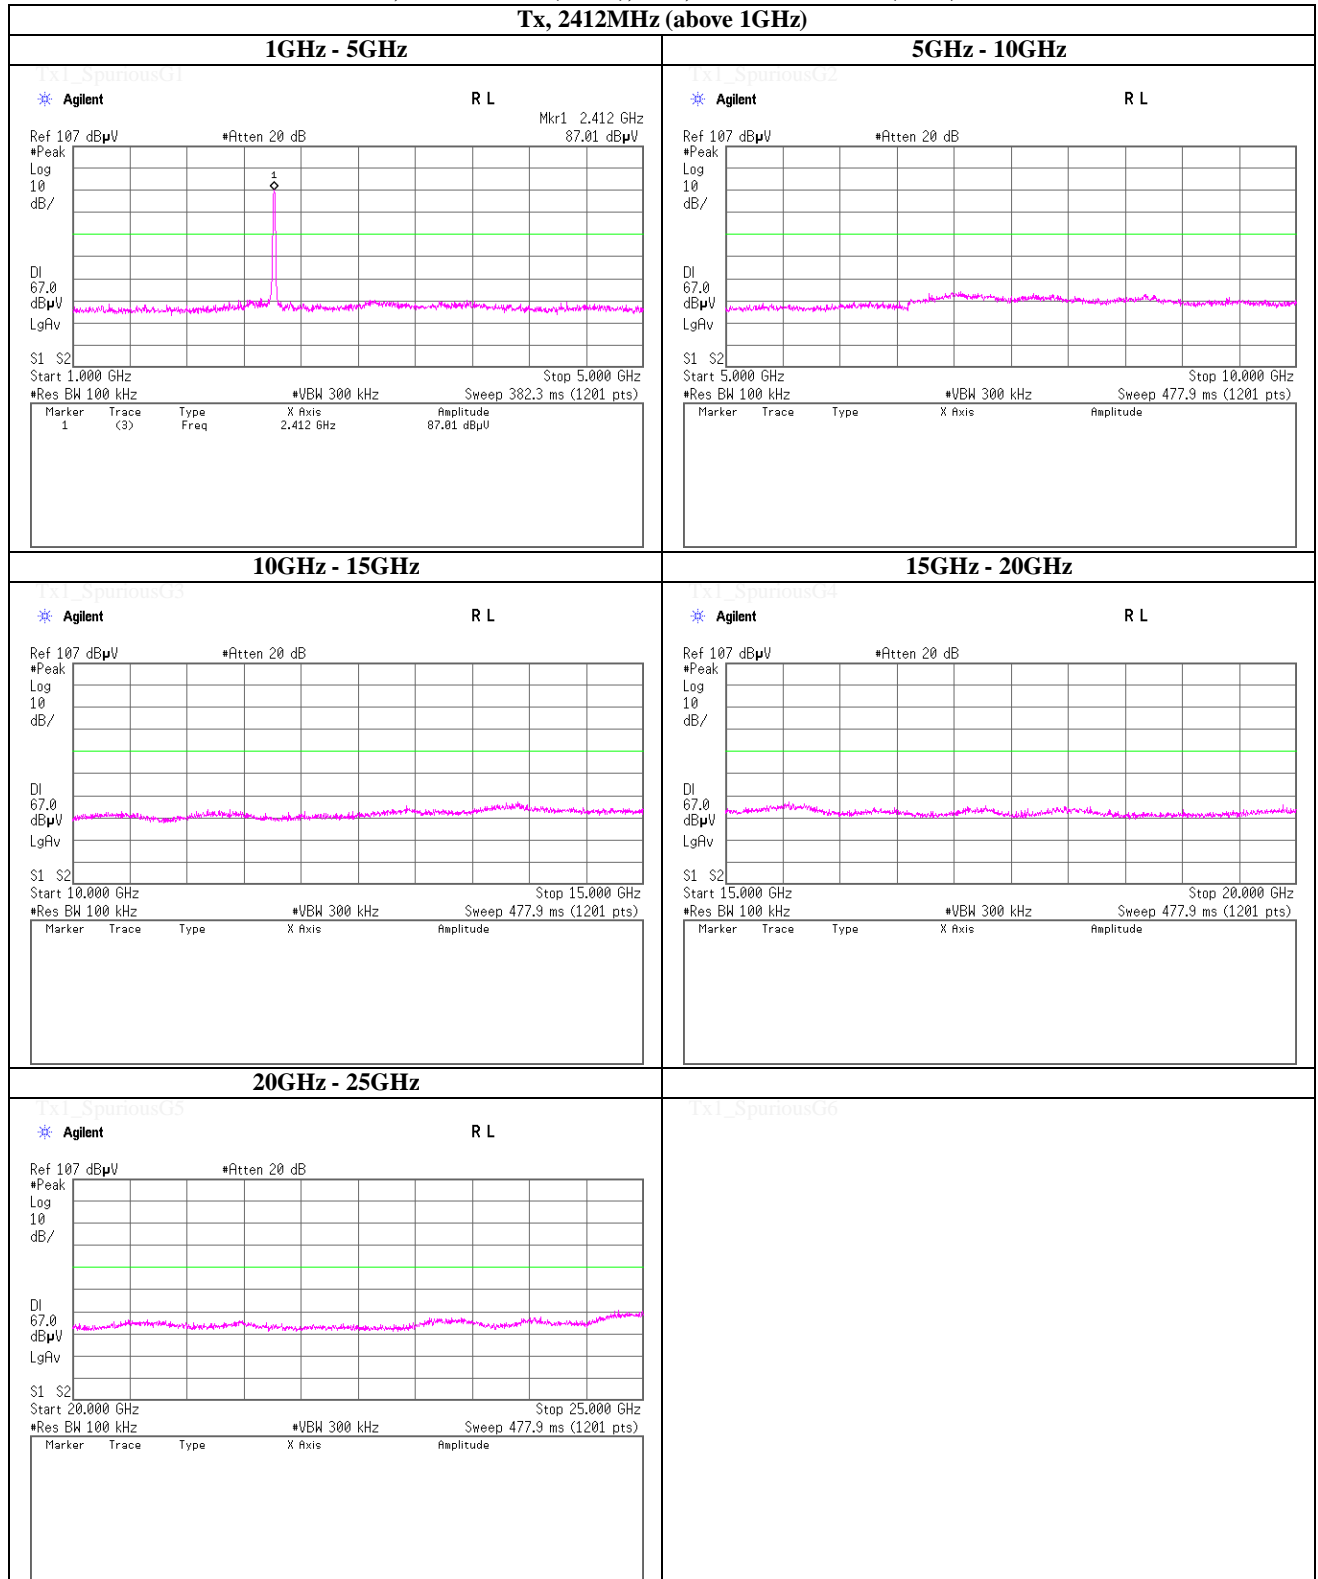 Tx, 2412MHz (above 1GHz)
1GHz - 5GHz
Tx1_SpuriousG1
Agilent
R L
Mkr1 2.412 GHz
Ref 107 dBµV #Atten 20 dB 87.01 dBµV
#Peak
Log
10
dB/
1
DI
67.0
dBµV
LgAv
S1 S2
Start 1.000 GHz Stop 5.000 GHz
#Res BW 100 kHz #VBW 300 kHz Sweep 382.3 ms (1201 pts)
Marker Trace Type X Axis Amplitude
1 (3) Freq 2.412 GHz 87.01 dBµV
5GHz - 10GHz
Tx1_SpuriousG2
Agilent
R L
Ref 107 dBµV #Atten 20 dB
#Peak
Log
10
dB/
DI
67.0
dBµV
LgAv
S1 S2
Start 5.000 GHz Stop 10.000 GHz
#Res BW 100 kHz #VBW 300 kHz Sweep 477.9 ms (1201 pts)
Marker Trace Type X Axis Amplitude
10GHz - 15GHz
Tx1_SpuriousG3
Agilent
R L
Ref 107 dBµV #Atten 20 dB
#Peak
Log
10
dB/
DI
67.0
dBµV
LgAv
S1 S2
Start 10.000 GHz Stop 15.000 GHz
#Res BW 100 kHz #VBW 300 kHz Sweep 477.9 ms (1201 pts)
Marker Trace Type X Axis Amplitude
15GHz - 20GHz
Tx1_SpuriousG4
Agilent
R L
Ref 107 dBµV #Atten 20 dB
#Peak
Log
10
dB/
DI
67.0
dBµV
LgAv
S1 S2
Start 15.000 GHz Stop 20.000 GHz
#Res BW 100 kHz #VBW 300 kHz Sweep 477.9 ms (1201 pts)
Marker Trace Type X Axis Amplitude
20GHz - 25GHz
Tx1_SpuriousG5
Agilent
R L
Ref 107 dBµV #Atten 20 dB
#Peak
Log
10
dB/
DI
67.0
dBµV
LgAv
S1 S2
Start 20.000 GHz Stop 25.000 GHz
#Res BW 100 kHz #VBW 300 kHz Sweep 477.9 ms (1201 pts)
Marker Trace Type X Axis Amplitude
Tx1_SpuriousG6